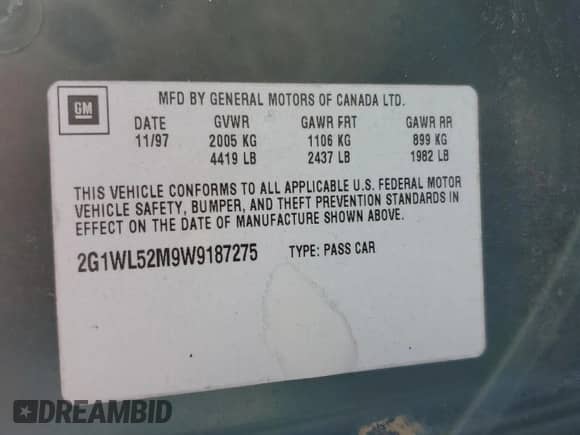 GM
MFD BY GENERAL MOTORS OF CANADA LTD.
DATE GVWR GAWR FRT GAWR RR
11/97 2005 KG 1106 KG 899 KG
4419 LB 2437 LB 1982 LB
THIS VEHICLE CONFORMS TO ALL APPLICABLE U.S. FEDERAL MOTOR
VEHICLE SAFETY, BUMPER, AND THEFT PREVENTION STANDARDS IN
EFFECT ON THE DATE OF MANUFACTURE SHOWN ABOVE.
2G1WL52M9W9187275 TYPE: PASS CAR
DREAMBID